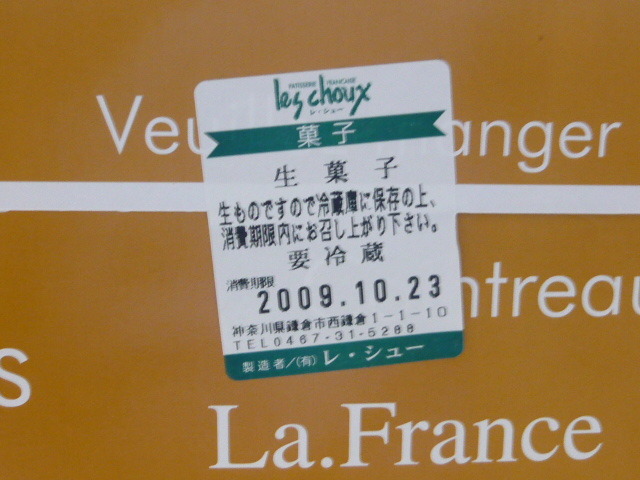 PATISSERIE FRANCAISE
les choux
レ・シュー
菓子
Veu anger
生菓子
生ものですので冷蔵庫に保存の上、
消費期限内にお召し上がり下さい。
要冷蔵
消費期限
2009.10.23
ntreau
神奈川県鎌倉市西鎌倉1-1-10
TEL0467-31-5288
製造者/(有)レ・シュー
s
La.France